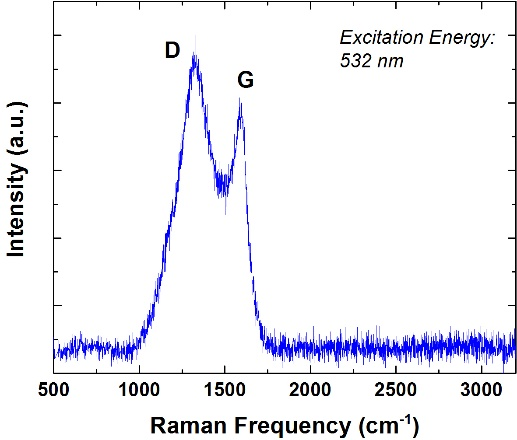 Excitation Energy:
532 nm
D
G
Intensity (a.u.)
500 1000 1500 2000 2500 3000
Raman Frequency (cm⁻¹)